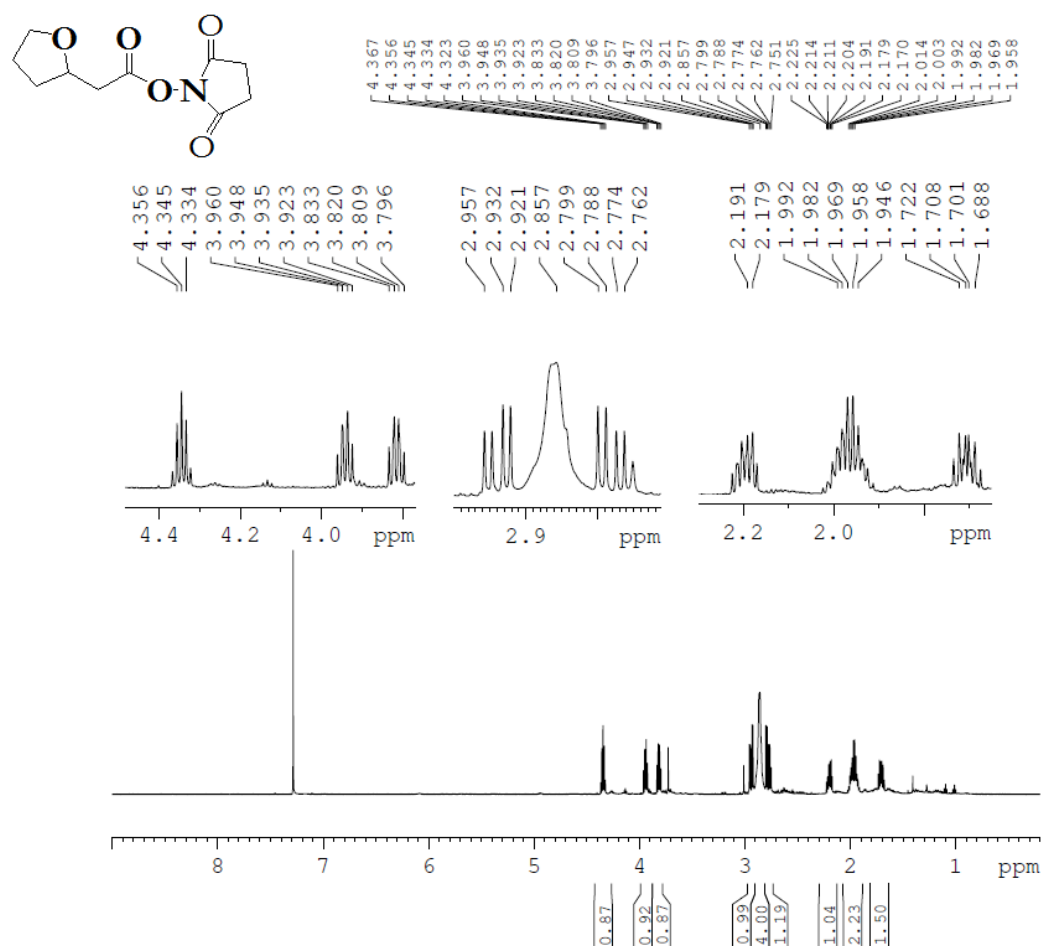 O
O O
O-N
O
4.367 4.356 4.345 4.334 4.323 3.960 3.948 3.935 3.923 3.833 3.820 3.809 3.796 2.957 2.947 2.932 2.921 2.857 2.799 2.788 2.774 2.762 2.751 2.225 2.214 2.211 2.204 2.191 2.179 2.170 2.014 2.003 1.992 1.982 1.969 1.958
4.356 4.345 4.334 3.960 3.948 3.935 3.923 3.833 3.820 3.809 3.796
2.957 2.932 2.921 2.857 2.799 2.788 2.774 2.762
2.191 2.179 1.992 1.982 1.969 1.958 1.946 1.722 1.708 1.701 1.688
4.4 4.2 4.0 ppm
2.9 ppm
2.2 2.0 ppm
8 7 6 5 4 3 2 1 ppm
0.87 0.92 0.87 0.99 4.00 1.19 1.04 2.23 1.50